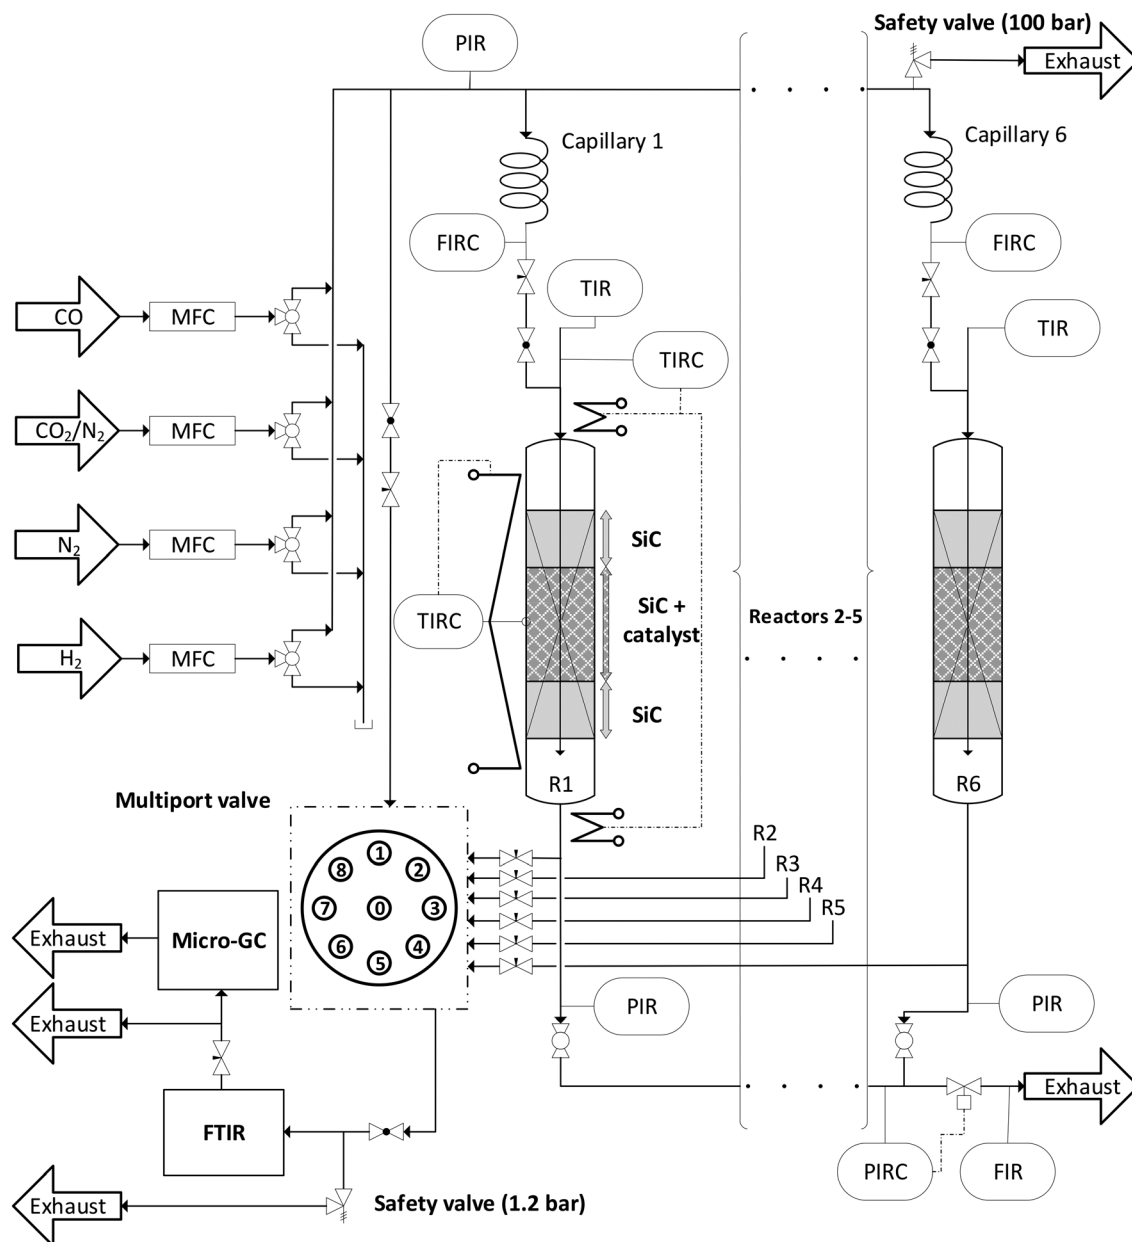 Safety valve (100 bar)
PIR
Exhaust
Capillary 1
Capillary 6
FIRC
FIRC
TIR
CO
MFC
TIR
TIRC
CO₂/N₂
MFC
SiC
N₂
MFC
SiC +
catalyst
TIRC
Reactors 2-5
H₂
MFC
SiC
R1
R6
Multiport valve
R2
R3
R4
R5
1
2
3
4
5
6
7
8
0
Micro-GC
Exhaust
PIR
PIR
Exhaust
Exhaust
FTIR
PIRC
FIR
Exhaust
Safety valve (1.2 bar)